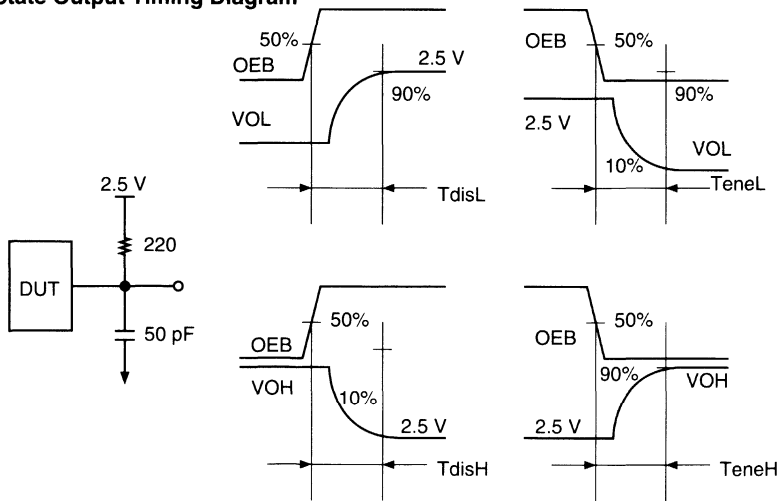 State Output Timing Diagram
50%
OEB
2.5 V
90%
VOL
TdisL
OEB
50%
90%
2.5 V
VOL
10%
TeneL
2.5 V
220
DUT
50 pF
50%
OEB
VOH
10%
2.5 V
TdisH
50%
OEB
90%
VOH
2.5 V
TeneH